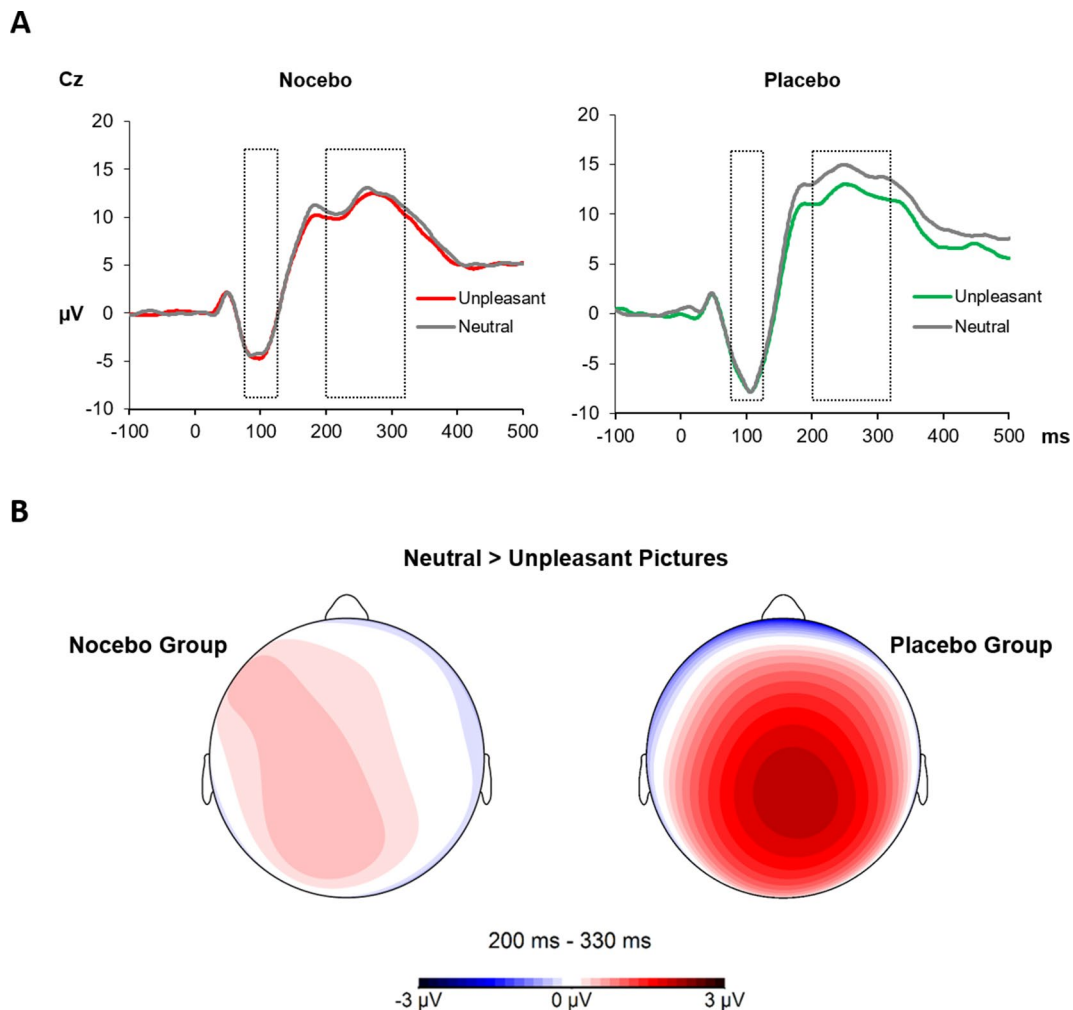 A
Cz
Nocebo
20
15
10
5
0
-5
-10
µV
Unpleasant
Neutral
-100 0 100 200 300 400 500
Placebo
20
15
10
5
0
-5
-10
Unpleasant
Neutral
-100 0 100 200 300 400 500 ms
B
Neutral > Unpleasant Pictures
Nocebo Group
Placebo Group
200 ms - 330 ms
-3 µV 0 µV 3 µV